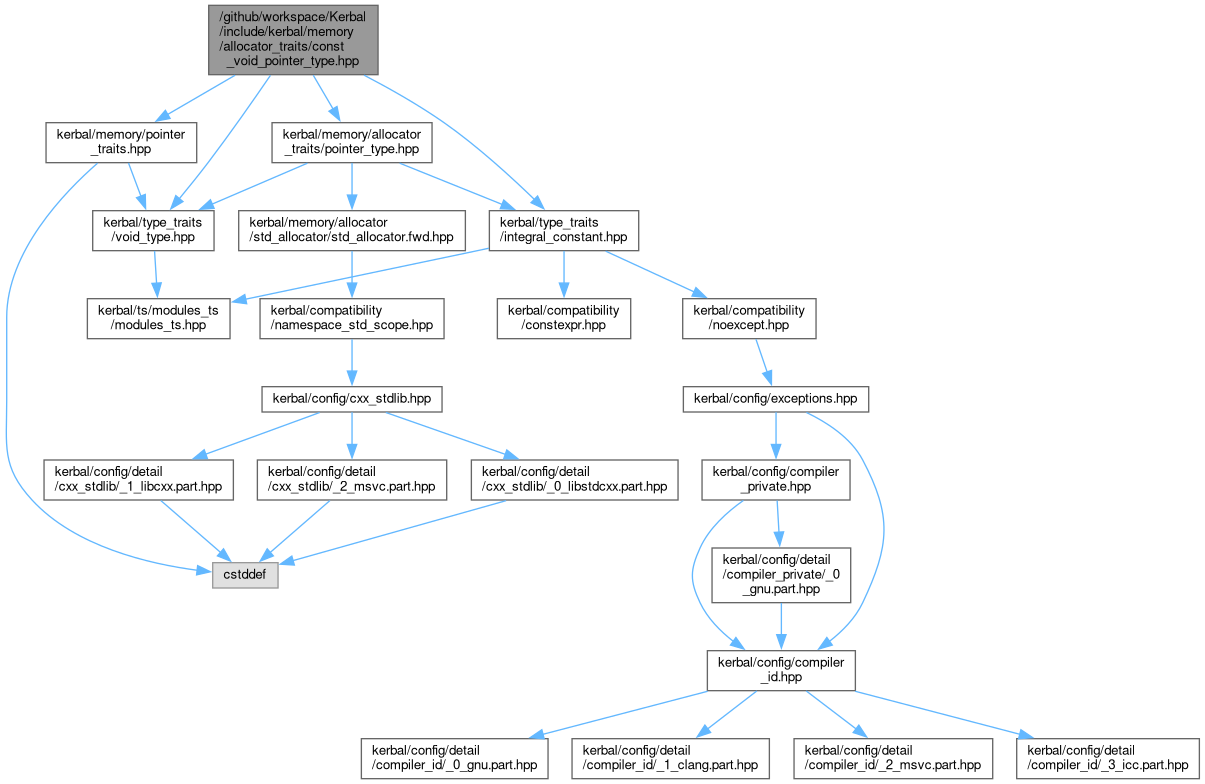 /github/workspace/Kerbal
/include/kerbal/memory
/allocator_traits/const
_void_pointer_type.hpp
kerbal/memory/pointer
_traits.hpp
kerbal/memory/allocator
_traits/pointer_type.hpp
kerbal/type_traits
/void_type.hpp
kerbal/memory/allocator
/std_allocator/std_allocator.fwd.hpp
kerbal/type_traits
/integral_constant.hpp
kerbal/ts/modules_ts
/modules_ts.hpp
kerbal/compatibility
/namespace_std_scope.hpp
kerbal/compatibility
/constexpr.hpp
kerbal/compatibility
/noexcept.hpp
kerbal/config/cxx_stdlib.hpp
kerbal/config/exceptions.hpp
kerbal/config/detail
/cxx_stdlib/_1_libcxx.part.hpp
kerbal/config/detail
/cxx_stdlib/_2_msvc.part.hpp
kerbal/config/detail
/cxx_stdlib/_0_libstdcxx.part.hpp
kerbal/config/compiler
_private.hpp
cstddef
kerbal/config/detail
/compiler_private/_0
_gnu.part.hpp
kerbal/config/compiler
_id.hpp
kerbal/config/detail
/compiler_id/_0_gnu.part.hpp
kerbal/config/detail
/compiler_id/_1_clang.part.hpp
kerbal/config/detail
/compiler_id/_2_msvc.part.hpp
kerbal/config/detail
/compiler_id/_3_icc.part.hpp